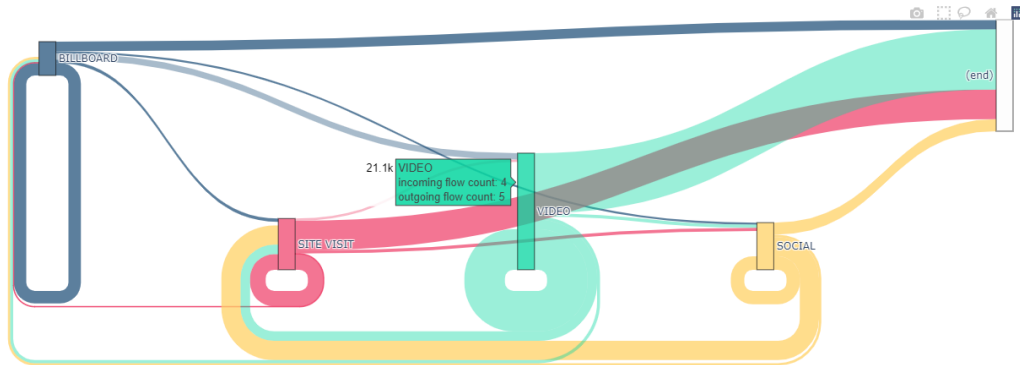 BILLBOARD
(end)
21.1k
VIDEO
incoming flow count: 4
outgoing flow count: 5
VIDEO
SITE VISIT
SOCIAL